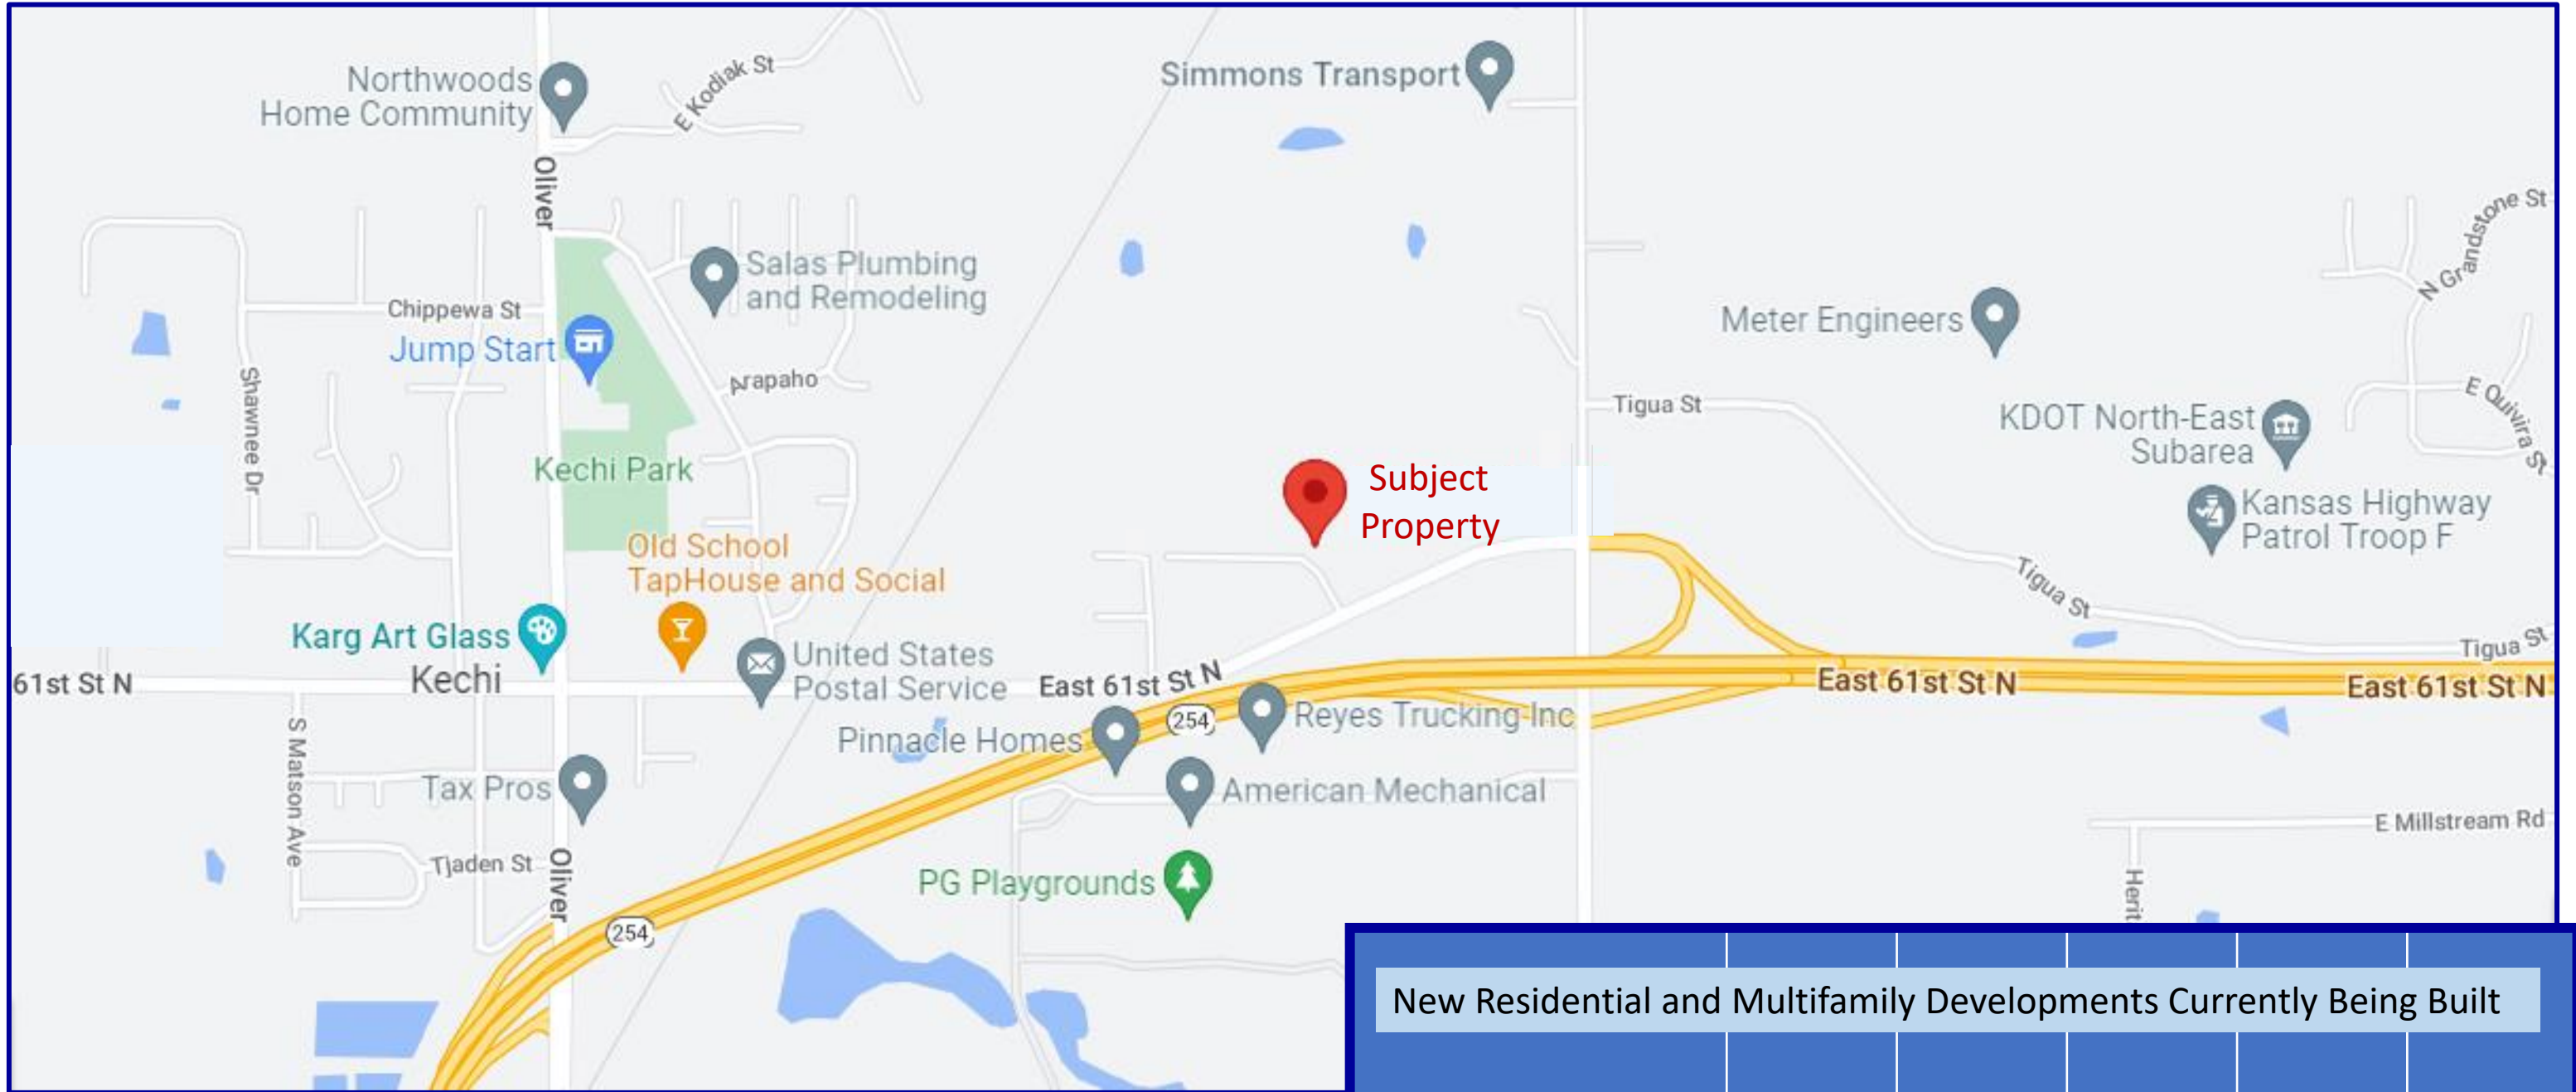 Northwoods
Home Community
E Kodiak St
Simmons Transport
Oliver
N Grandstone St
Salas Plumbing
and Remodeling
Chippewa St
Jump Start
Meter Engineers
Shawnee Dr
Arapaho
E Quivira St
Tigua St
KDOT North-East
Subarea
Kechi Park
Subject
Property
Kansas Highway
Patrol Troop F
Old School
TapHouse and Social
Tigua St
Karg Art Glass
United States
Postal Service
Tigua St
61st St N
Kechi
East 61st St N
East 61st St N
East 61st St N
254
Reyes Trucking Inc
S Matson Ave
Pinnacle Homes
Tax Pros
American Mechanical
E Millstream Rd
Tjaden St
Oliver
PG Playgrounds
Herit
254
New Residential and Multifamily Developments Currently Being Built